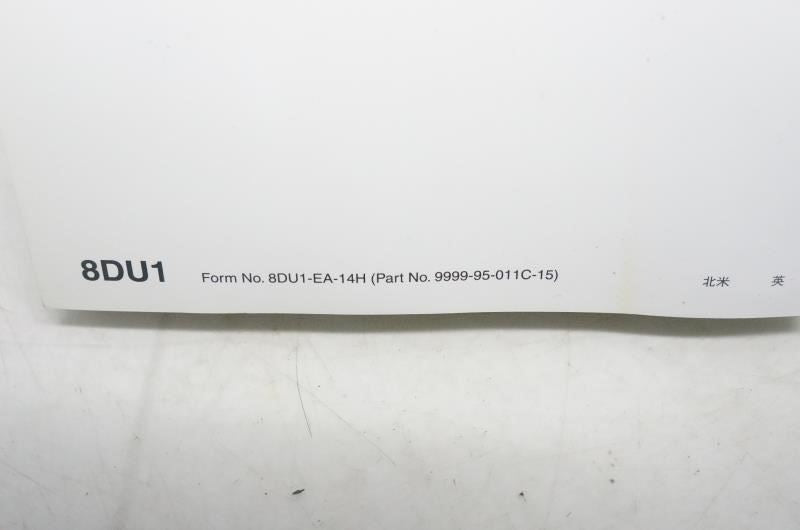 8DU1 Form No. 8DU1-EA-14H (Part No. 9999-95-011C-15) 北米 英